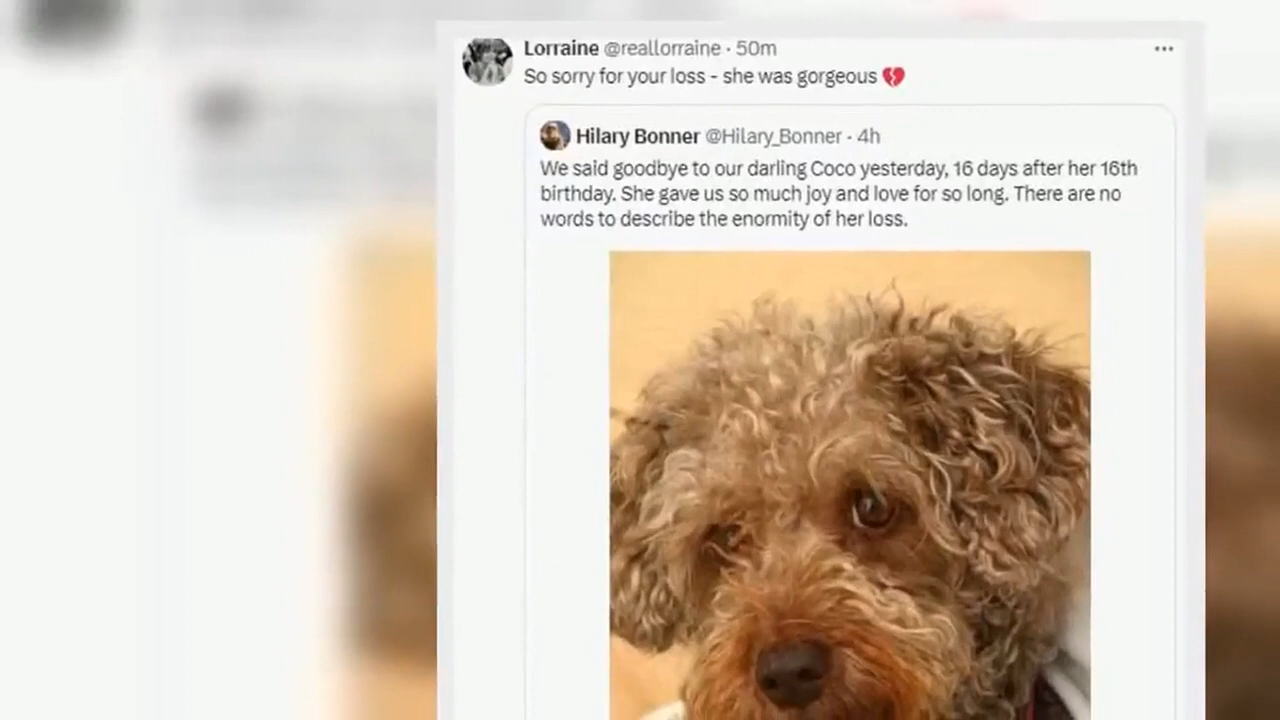 Lorraine @reallorraine · 50m
So sorry for your loss - she was gorgeous 💔
Hilary Bonner @Hilary_Bonner · 4h
We said goodbye to our darling Coco yesterday, 16 days after her 16th
birthday. She gave us so much joy and love for so long. There are no
words to describe the enormity of her loss.